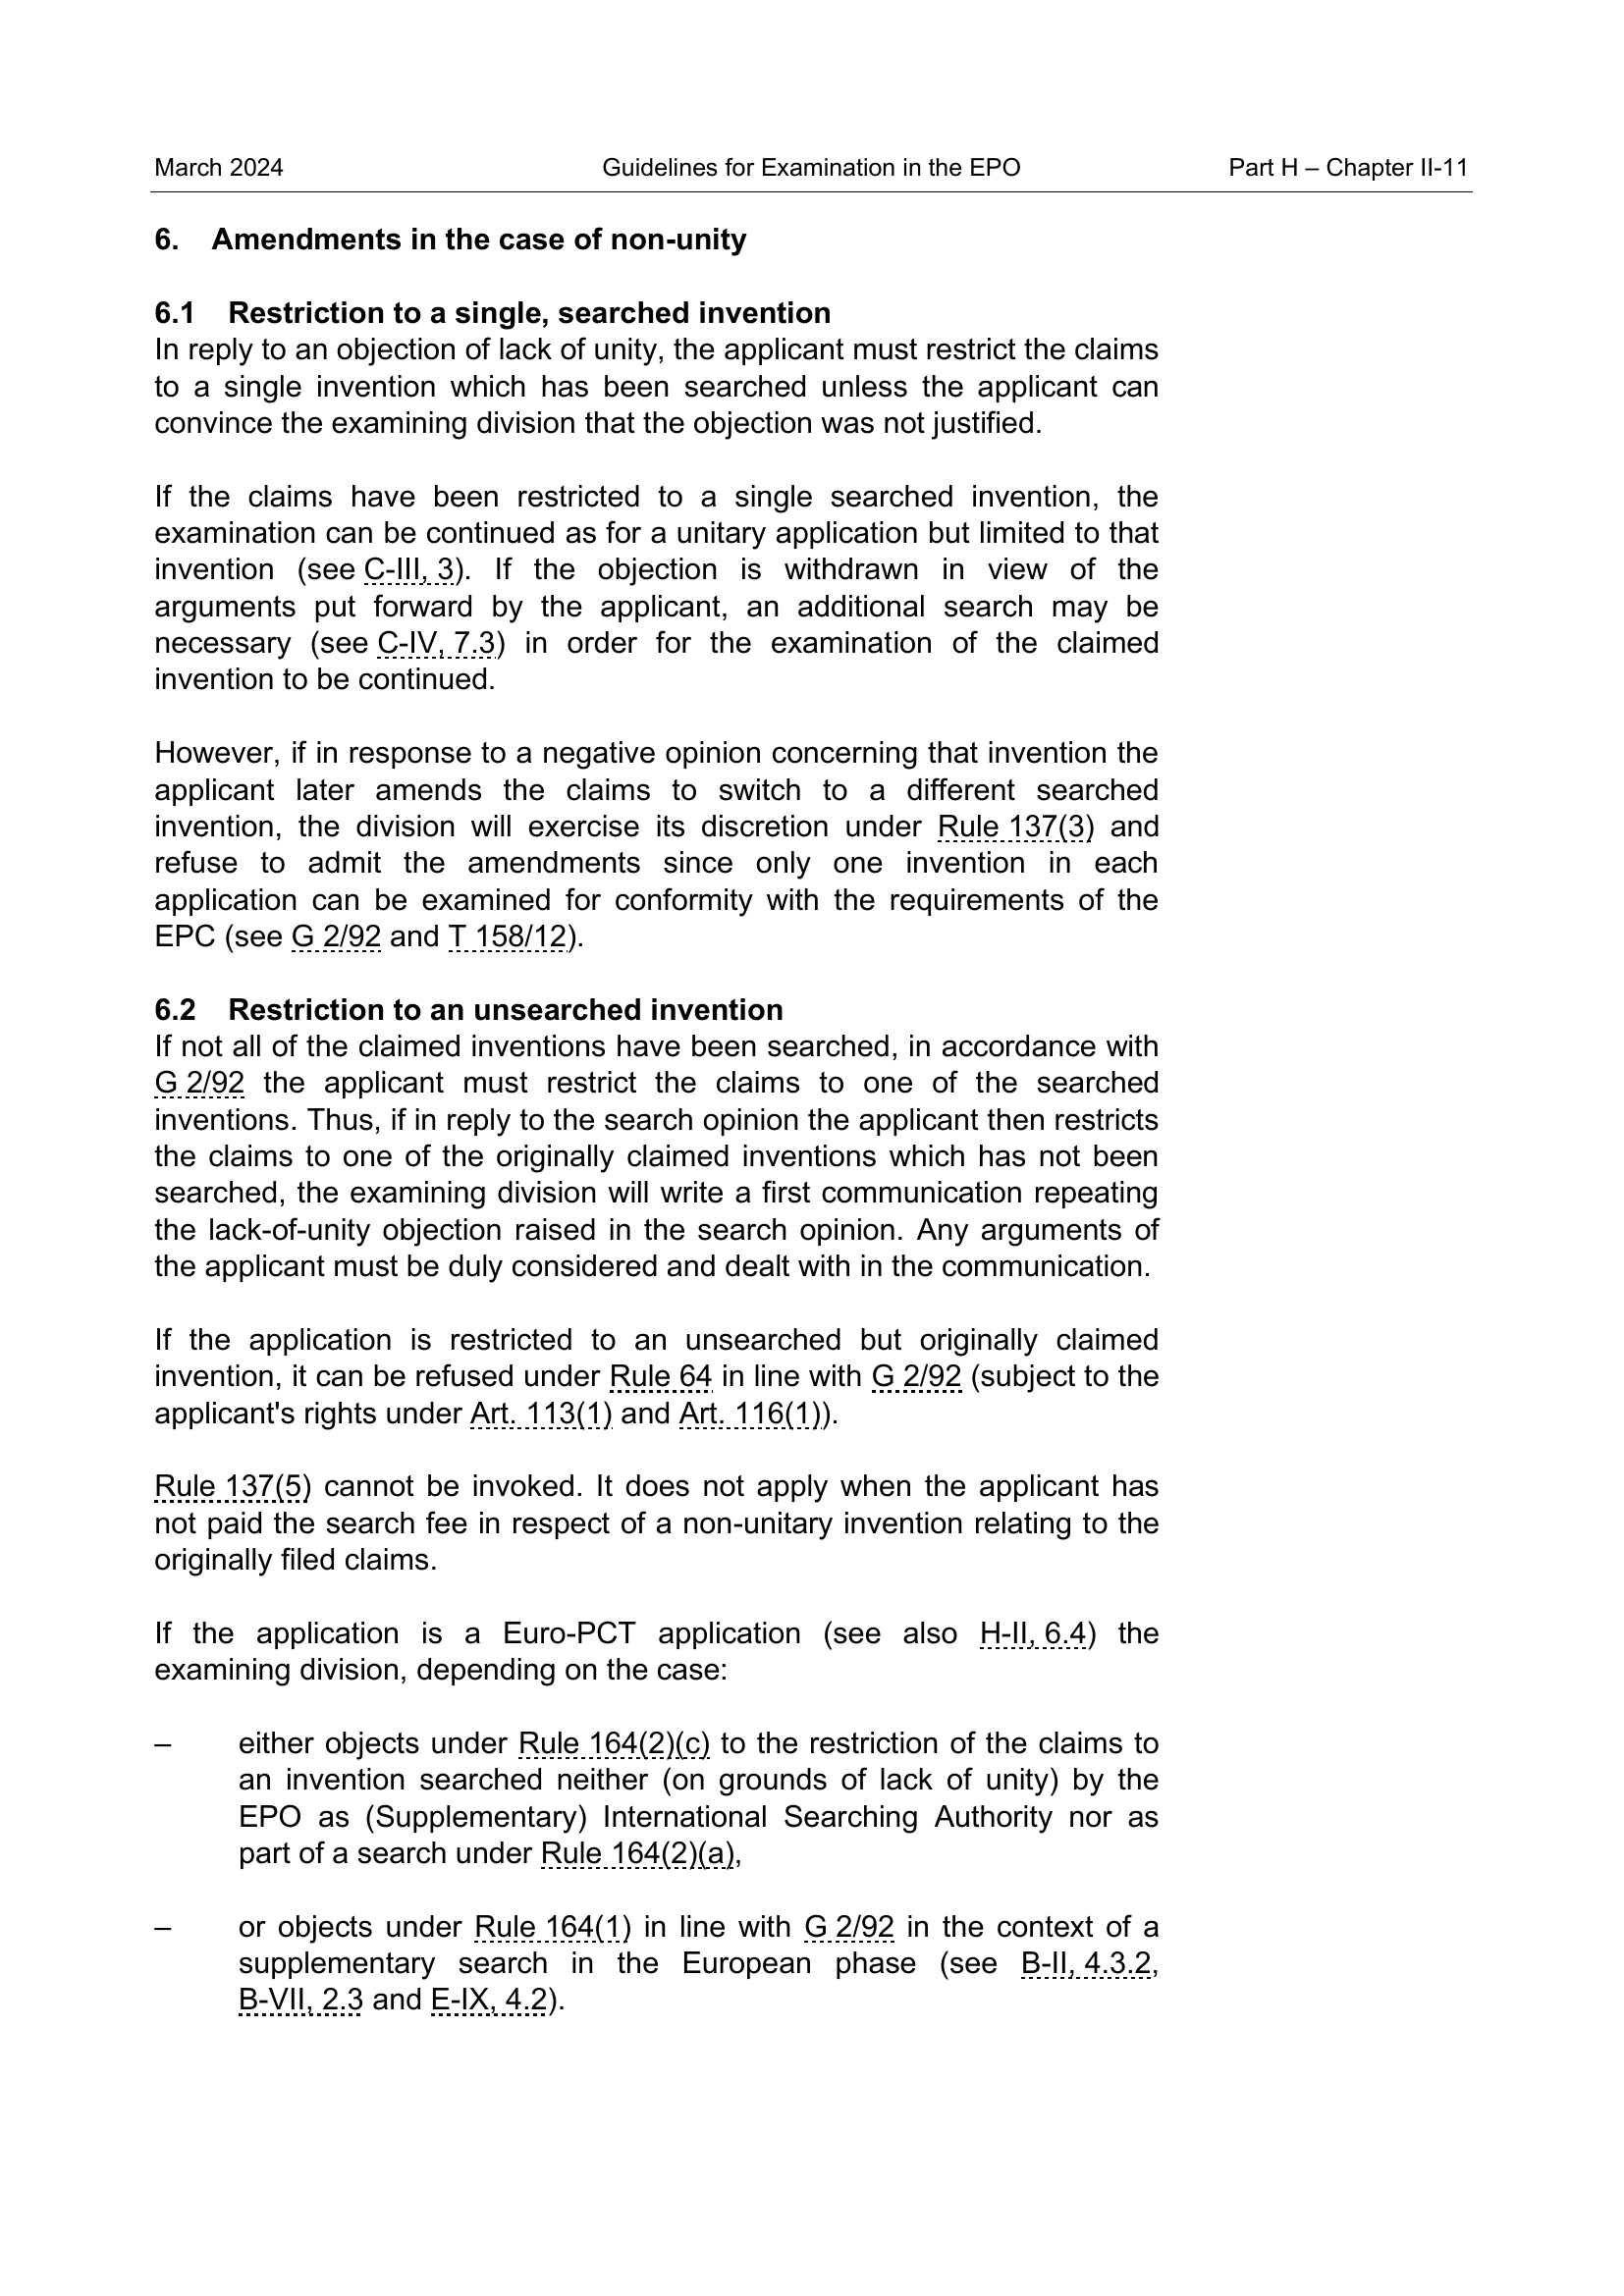 March 2024 Guidelines for Examination in the EPO Part H – Chapter II-11
6. Amendments in the case of non-unity
6.1 Restriction to a single, searched invention
In reply to an objection of lack of unity, the applicant must restrict the claims
to a single invention which has been searched unless the applicant can
convince the examining division that the objection was not justified.
If the claims have been restricted to a single searched invention, the
examination can be continued as for a unitary application but limited to that
invention (see C-III, 3). If the objection is withdrawn in view of the
arguments put forward by the applicant, an additional search may be
necessary (see C-IV, 7.3) in order for the examination of the claimed
invention to be continued.
However, if in response to a negative opinion concerning that invention the
applicant later amends the claims to switch to a different searched
invention, the division will exercise its discretion under Rule 137(3) and
refuse to admit the amendments since only one invention in each
application can be examined for conformity with the requirements of the
EPC (see G 2/92 and T 158/12).
6.2 Restriction to an unsearched invention
If not all of the claimed inventions have been searched, in accordance with
G 2/92 the applicant must restrict the claims to one of the searched
inventions. Thus, if in reply to the search opinion the applicant then restricts
the claims to one of the originally claimed inventions which has not been
searched, the examining division will write a first communication repeating
the lack-of-unity objection raised in the search opinion. Any arguments of
the applicant must be duly considered and dealt with in the communication.
If the application is restricted to an unsearched but originally claimed
invention, it can be refused under Rule 64 in line with G 2/92 (subject to the
applicant's rights under Art. 113(1) and Art. 116(1)).
Rule 137(5) cannot be invoked. It does not apply when the applicant has
not paid the search fee in respect of a non-unitary invention relating to the
originally filed claims.
If the application is a Euro-PCT application (see also H-II, 6.4) the
examining division, depending on the case:
– either objects under Rule 164(2)(c) to the restriction of the claims to
an invention searched neither (on grounds of lack of unity) by the
EPO as (Supplementary) International Searching Authority nor as
part of a search under Rule 164(2)(a),
– or objects under Rule 164(1) in line with G 2/92 in the context of a
supplementary search in the European phase (see B-II, 4.3.2,
B-VII, 2.3 and E-IX, 4.2).